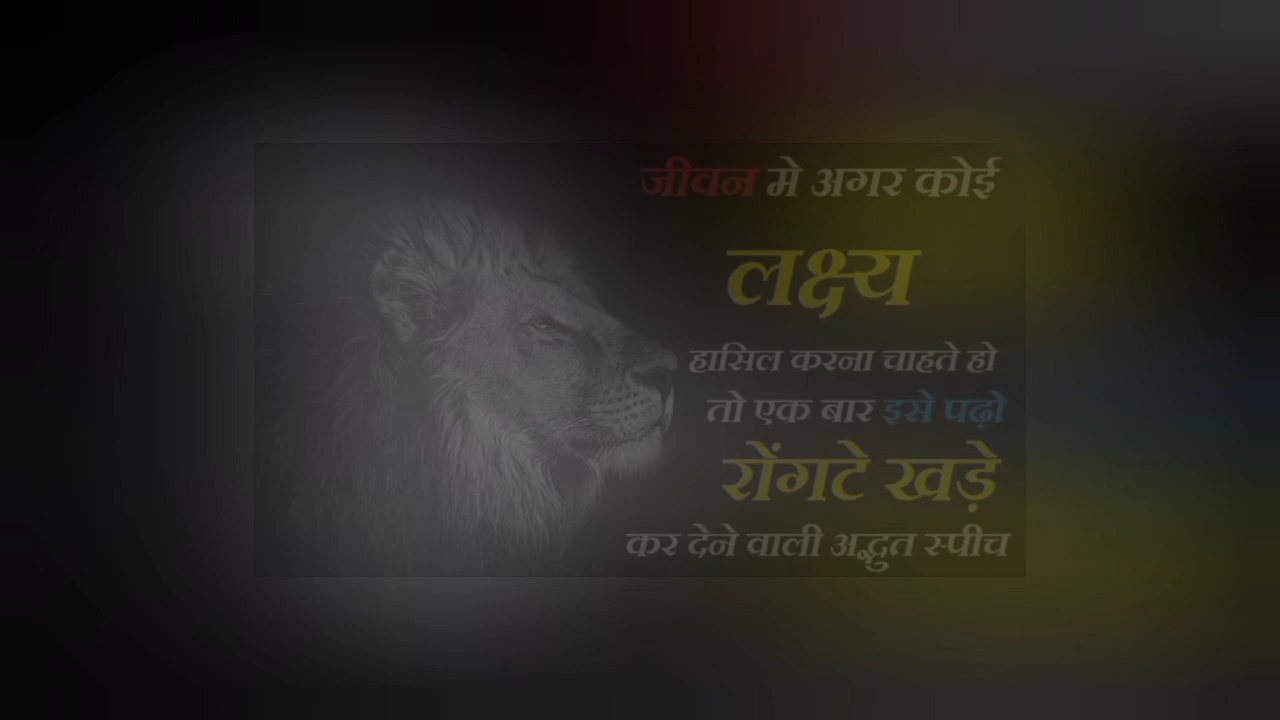 जीवन मे अगर कोई
लक्ष्य
हासिल करना चाहते हो
तो एक बार इसे पढ़ो
रोंगटे खड़े
कर देने वाली अद्भुत स्पीच